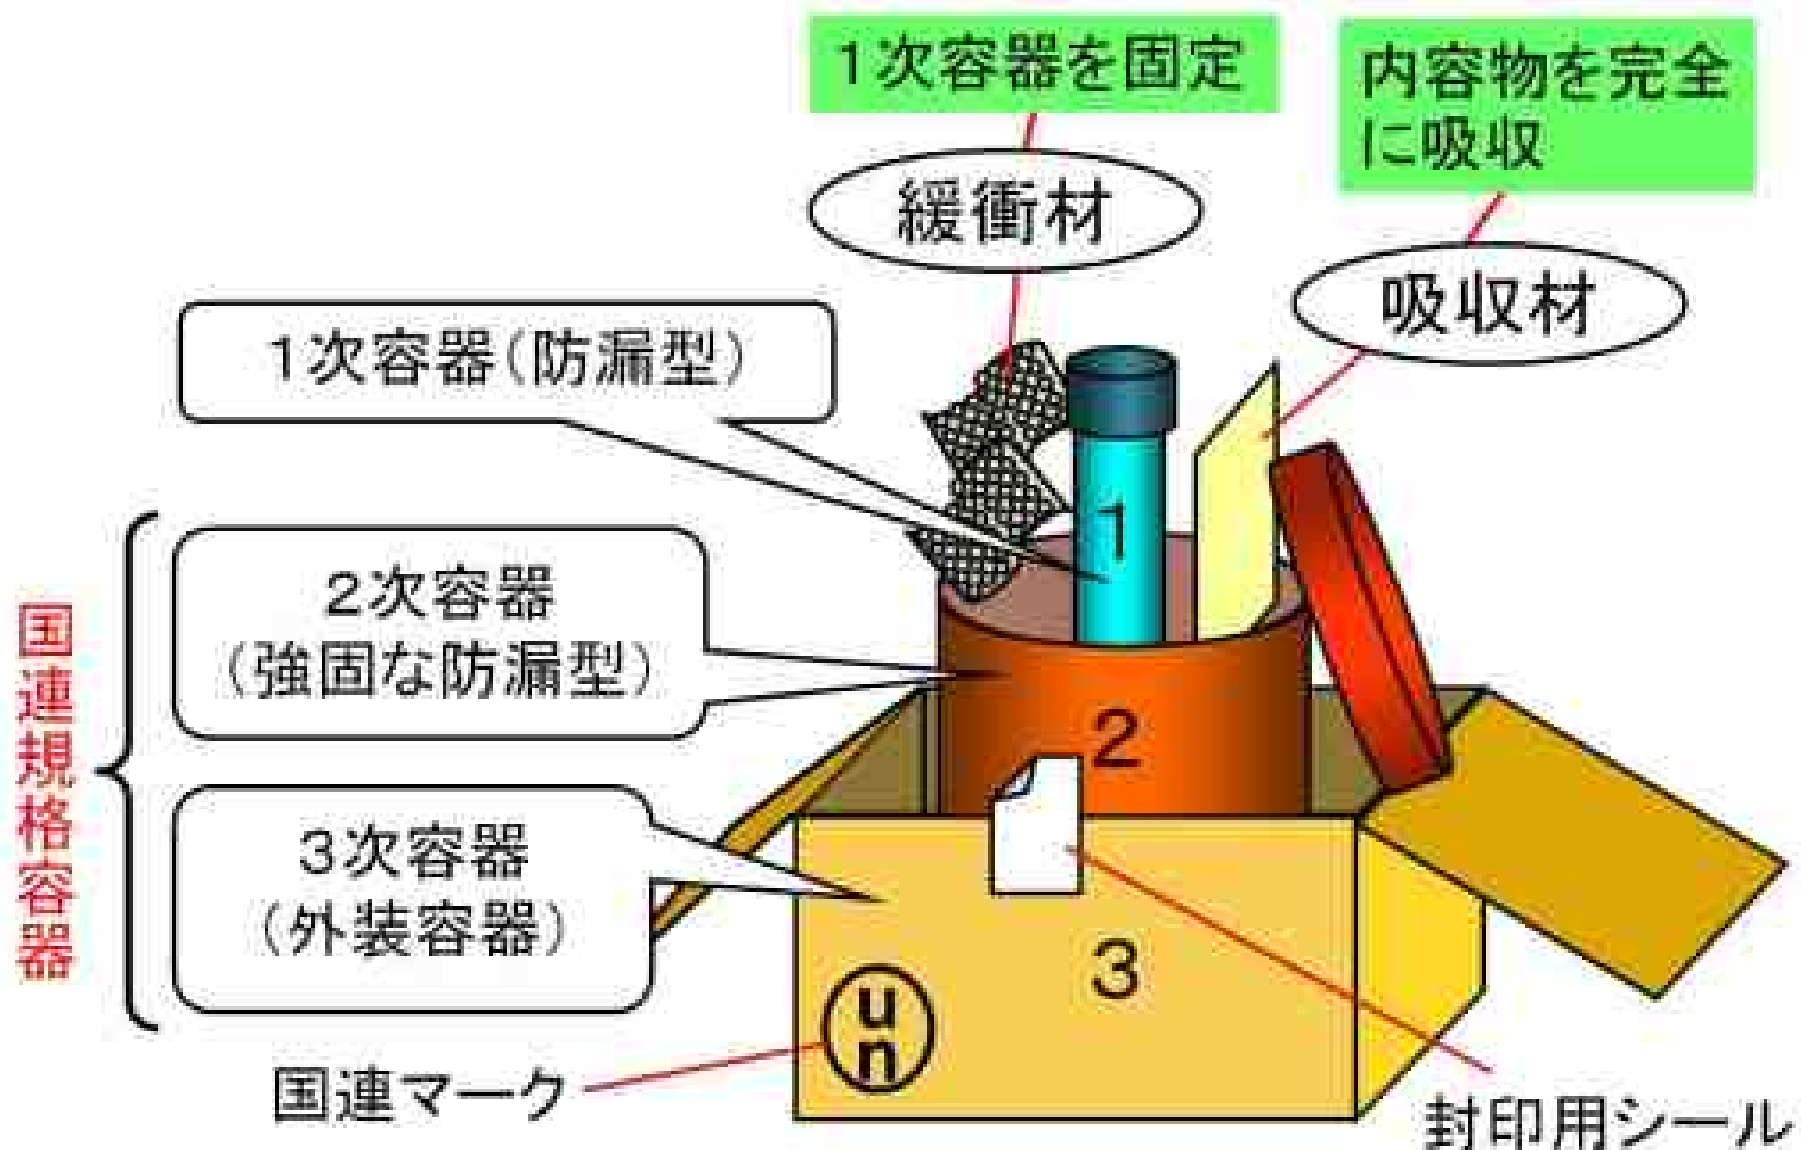 1次容器を固定
内容物を完全
に吸収
緩衝材
吸収材
1次容器(防漏型)
1
2次容器
(強固な防漏型)
2
国連規格容器
3次容器
(外装容器)
3
un
国連マーク
封印用シール